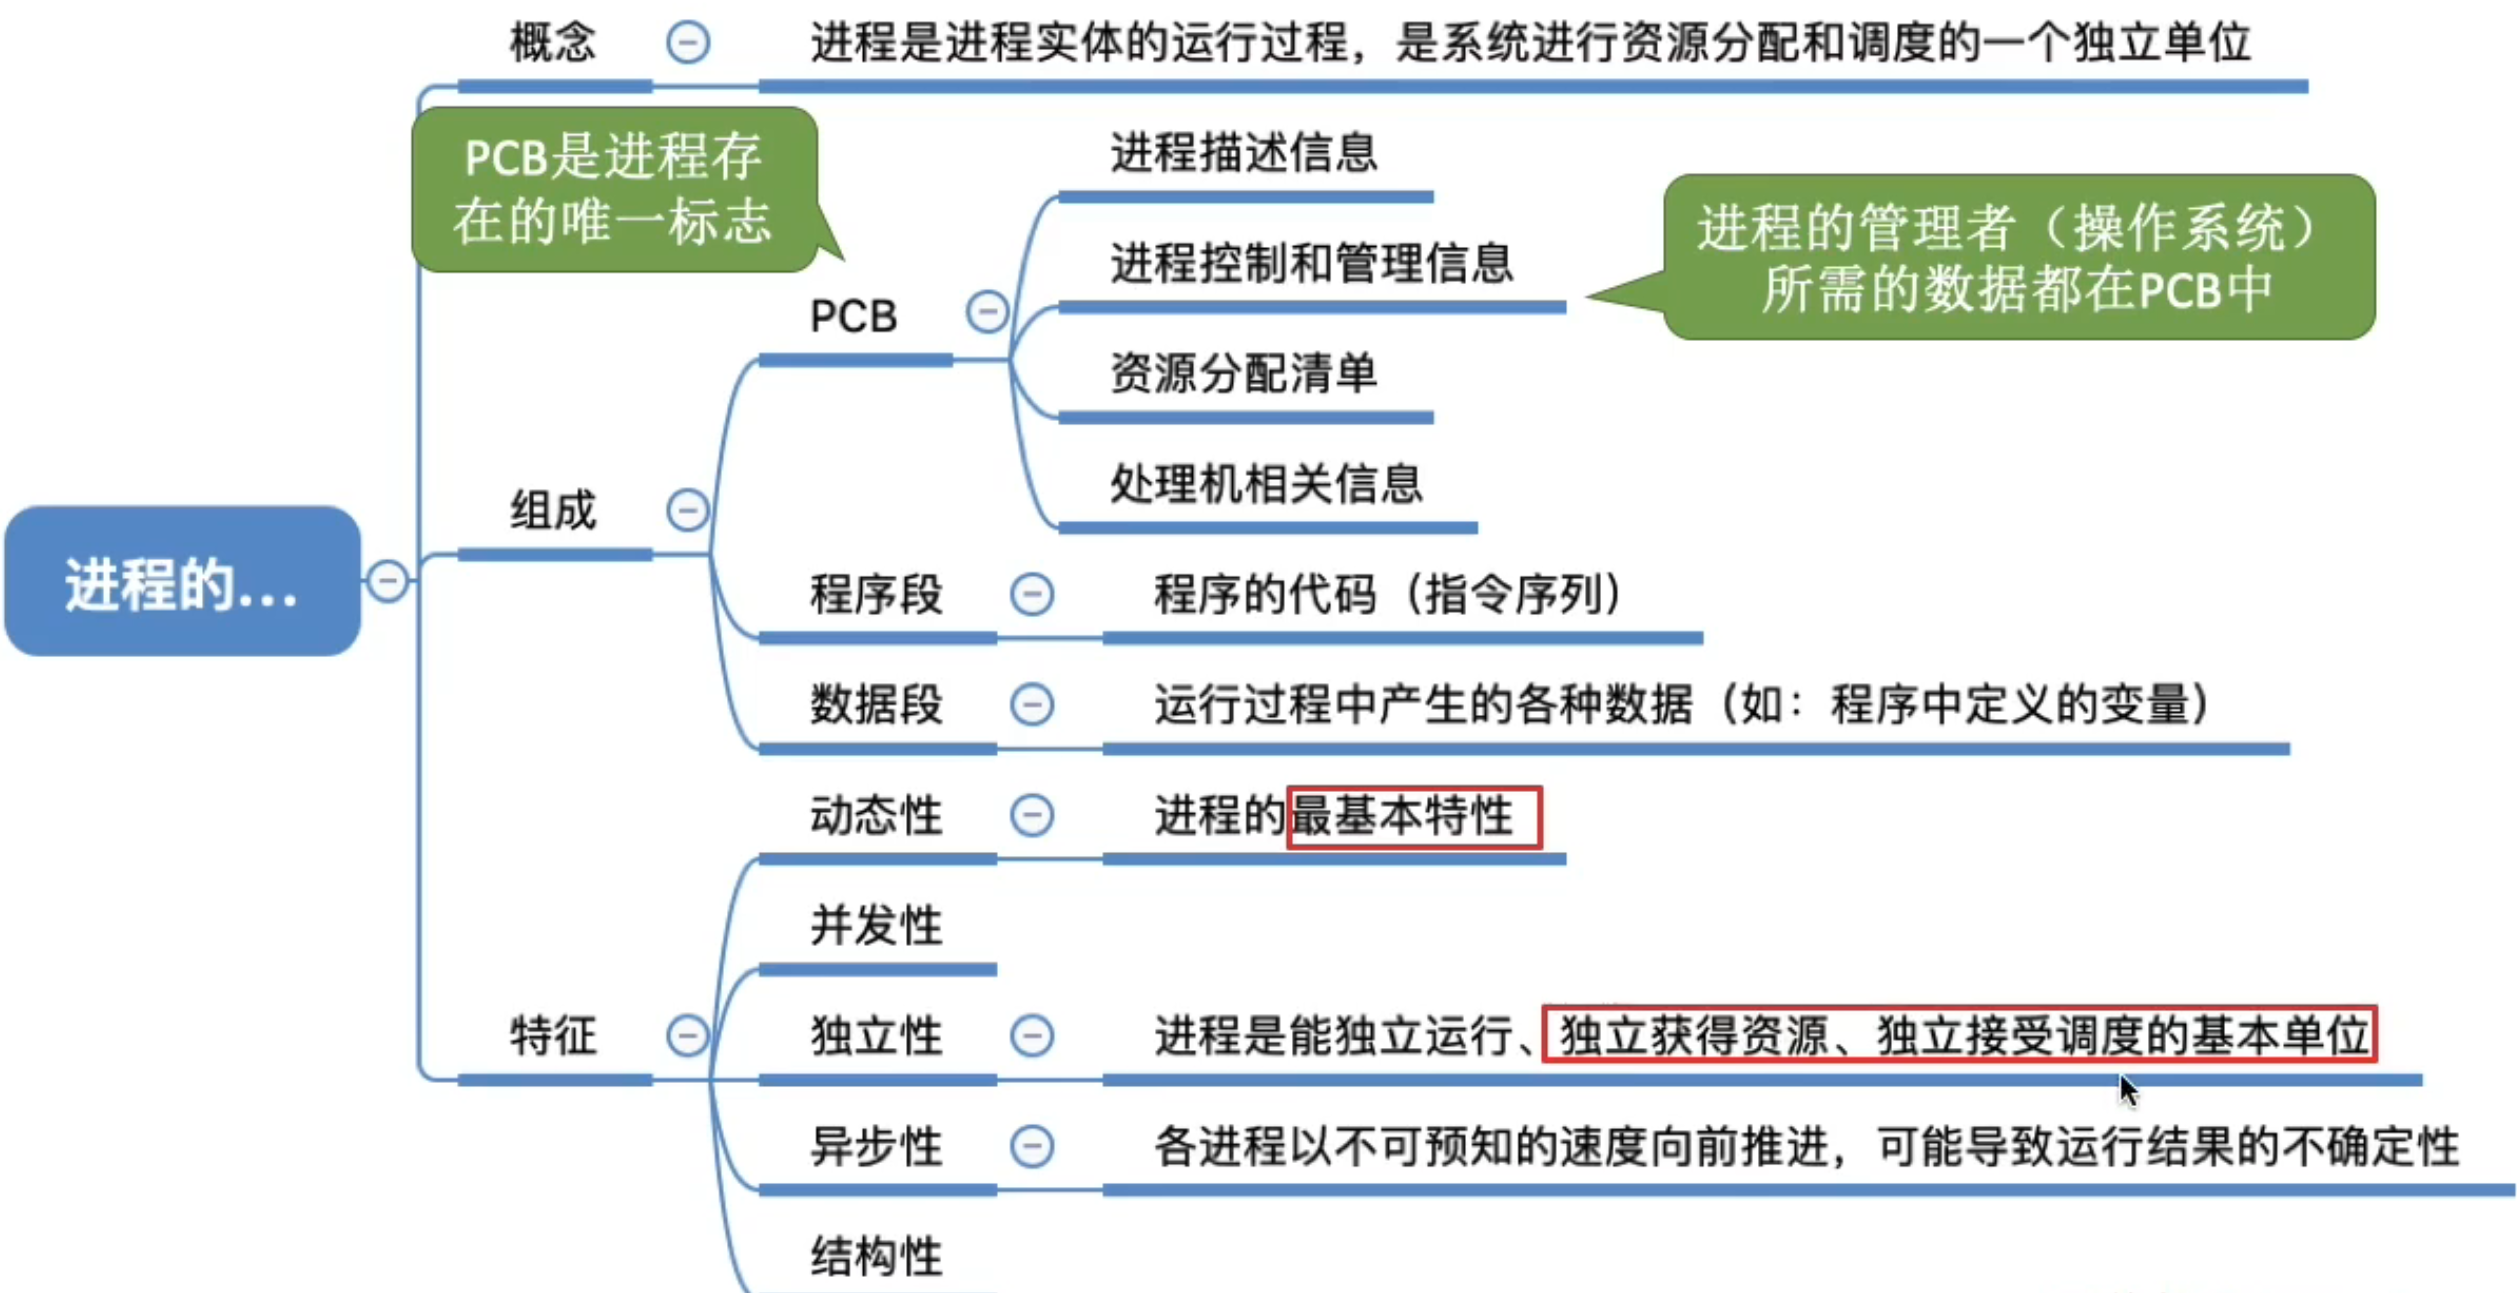 概念
进程是进程实体的运行过程，是系统进行资源分配和调度的一个独立单位
PCB是进程存
在的唯一标志
进程描述信息
进程控制和管理信息
进程的管理者（操作系统）
所需的数据都在PCB中
PCB
资源分配清单
处理机相关信息
组成
进程的...
程序段
程序的代码（指令序列）
数据段
运行过程中产生的各种数据（如：程序中定义的变量）
动态性
进程的最基本特性
并发性
特征
独立性
进程是能独立运行、独立获得资源、独立接受调度的基本单位
异步性
各进程以不可预知的速度向前推进，可能导致运行结果的不确定性
结构性